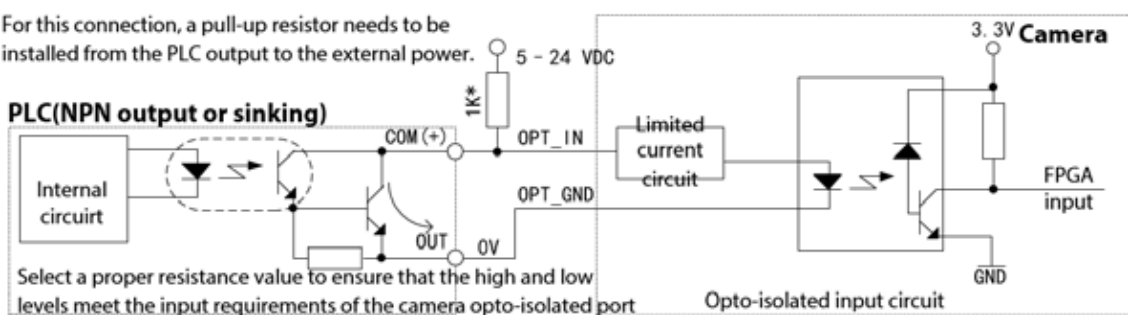 For this connection, a pull-up resistor needs to be
installed from the PLC output to the external power.
5 - 24 VDC
3. 3V Camera
PLC(NPN output or sinking)
1K*
COM(+)
OPT_IN
Limited
current
circuit
Internal
circuirt
OPT_GND
FPGA
input
OUT
0V
GND
Select a proper resistance value to ensure that the high and low
levels meet the input requirements of the camera opto-isolated port
Opto-isolated input circuit